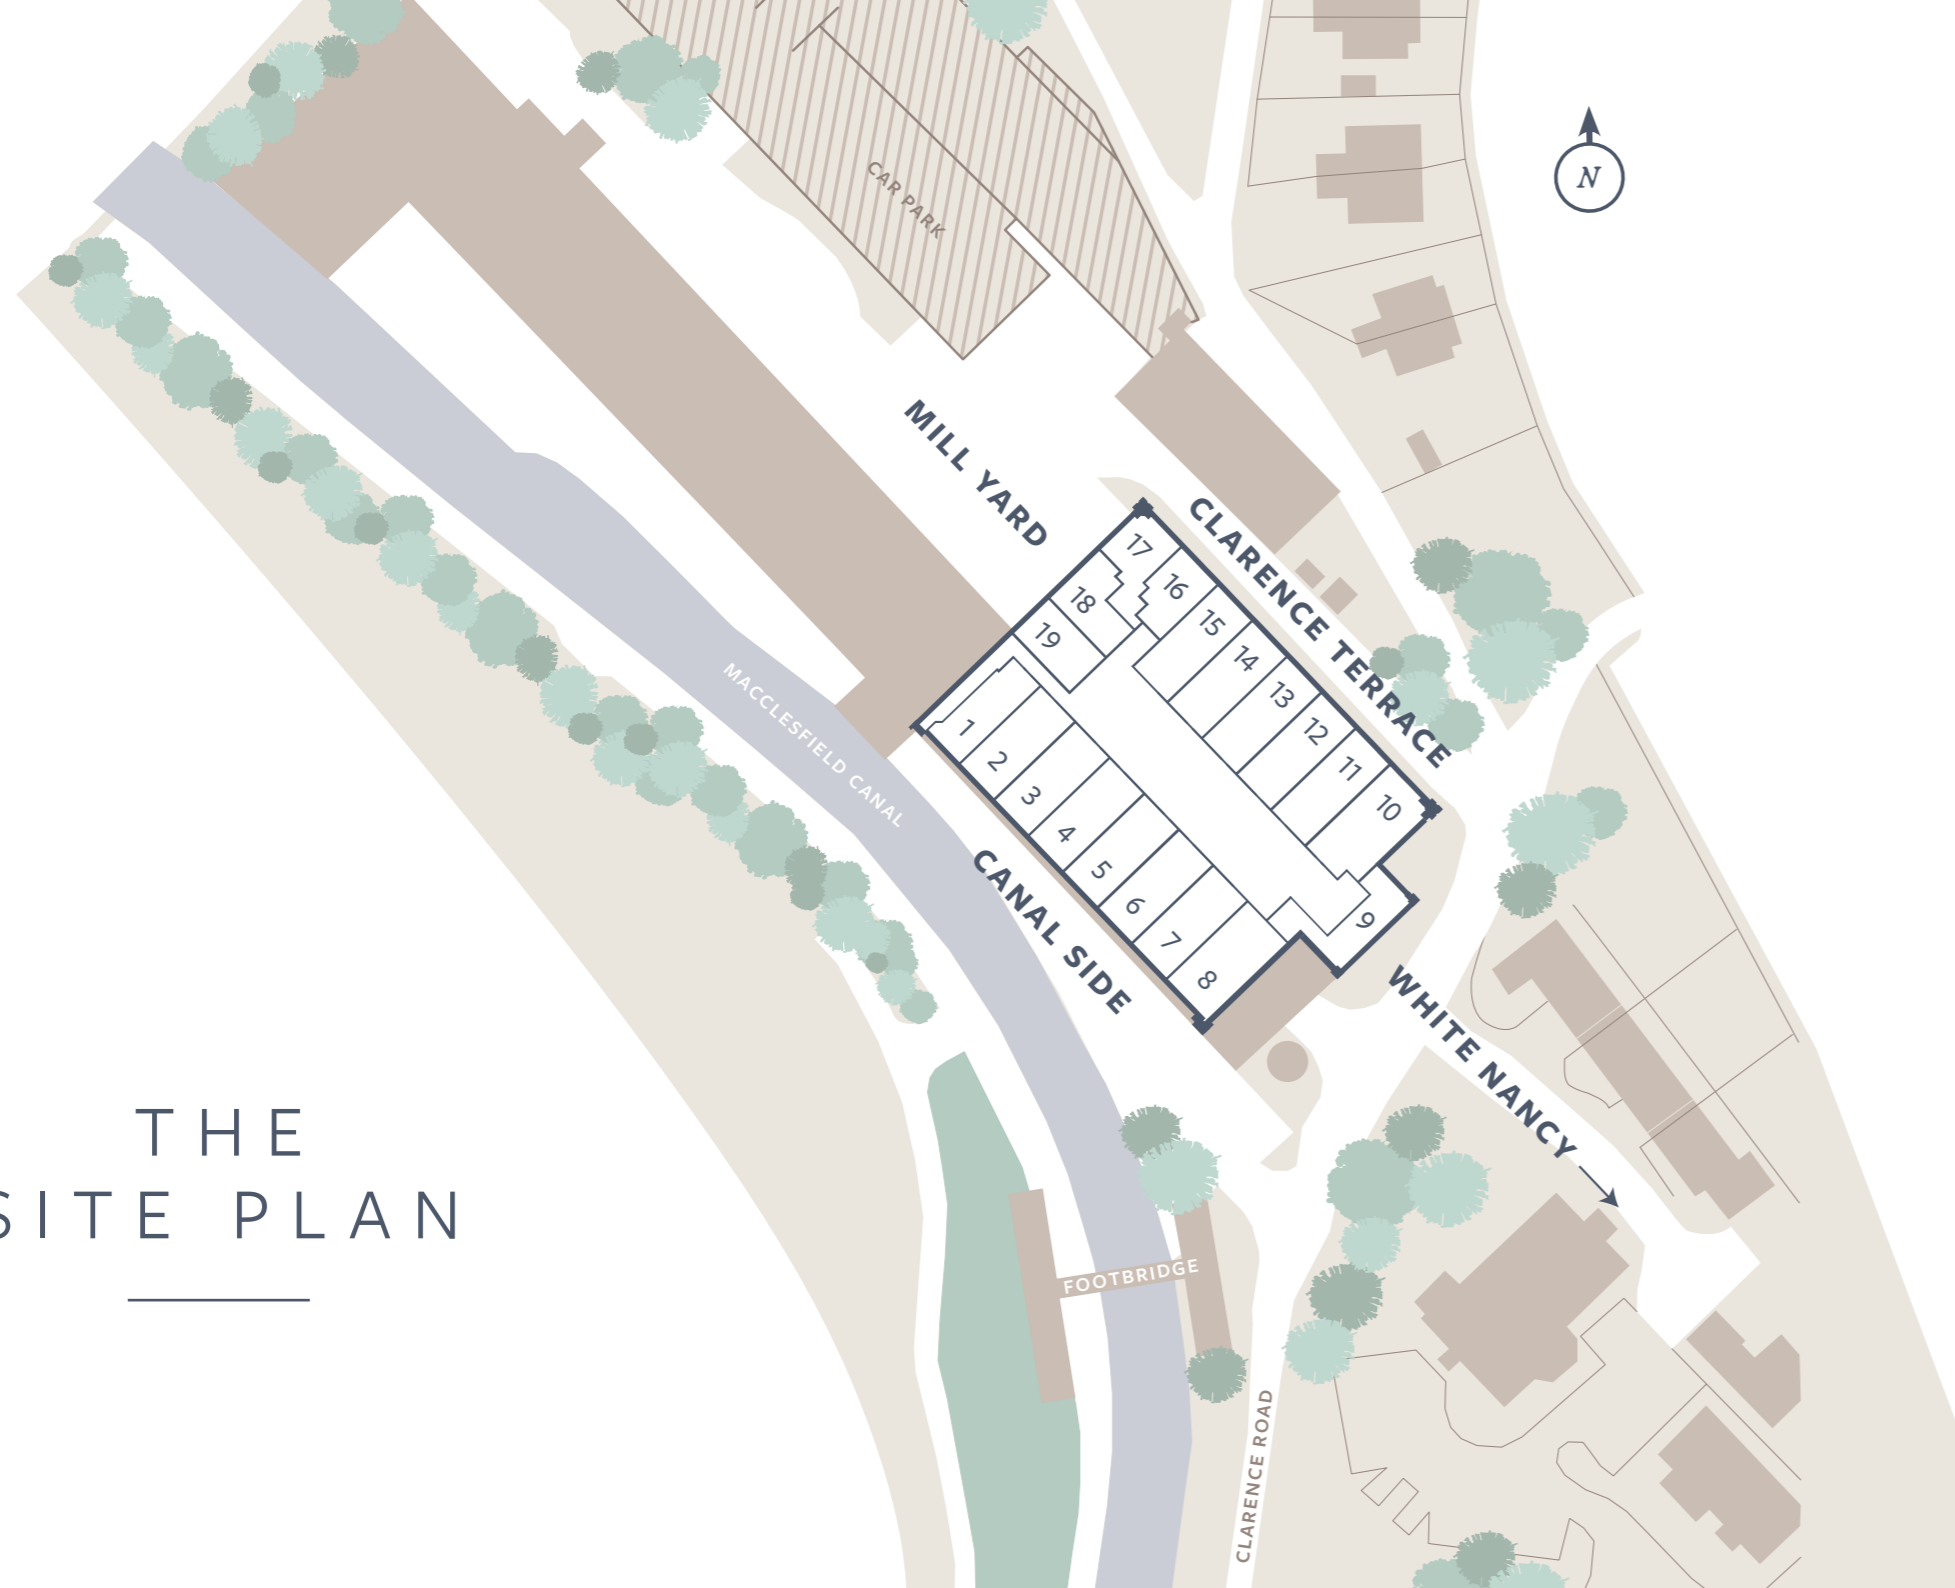 CAR PARK
N
MILL YARD
CLARENCE TERRACE
17
16
18
15
19
14
13
12
1
11
2
3
10
4
5
6
9
7
8
MACCLESFIELD CANAL
CANAL SIDE
WHITE NANCY
THE
SITE PLAN
FOOTBRIDGE
CLARENCE ROAD